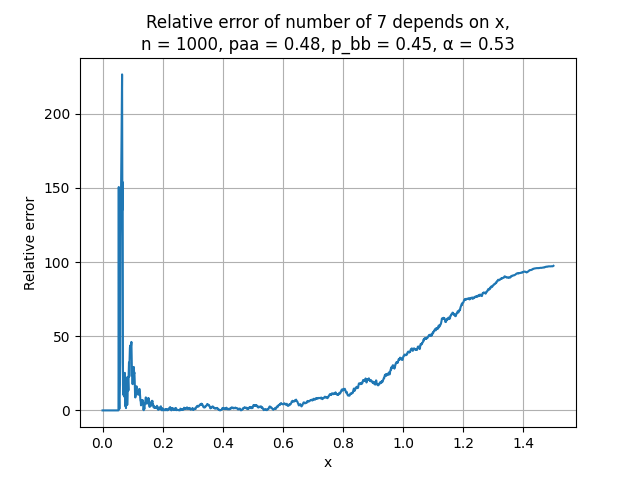 Relative error of number of 7 depends on x,
n = 1000, paa = 0.48, p_bb = 0.45, α = 0.53
200
150
100
50
0
Relative error
0.0 0.2 0.4 0.6 0.8 1.0 1.2 1.4
x